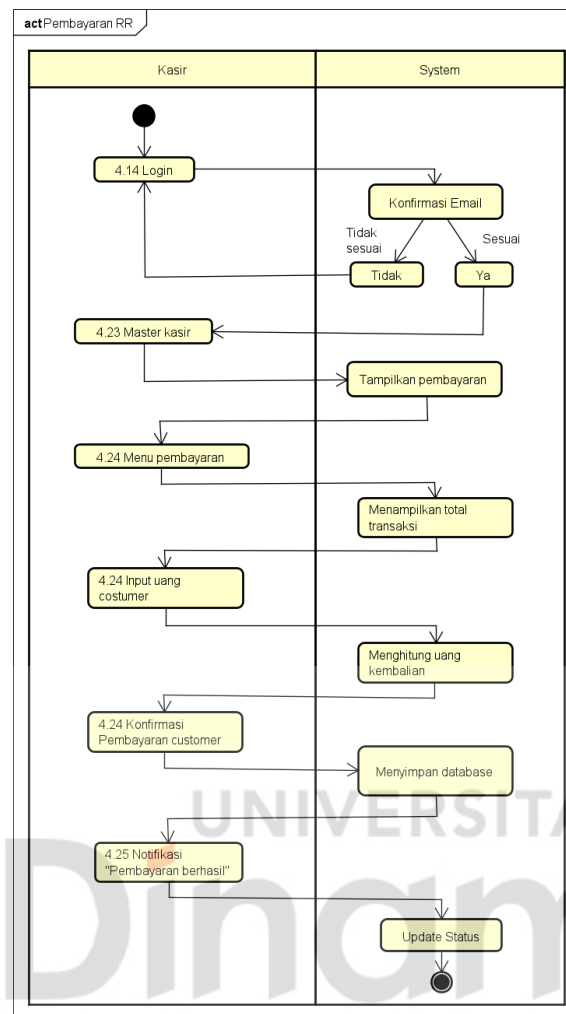 act Pembayaran RR
Kasir
System
4.14 Login
Konfirmasi Email
Tidak
sesuai
Sesuai
Tidak
Ya
4.23 Master kasir
Tampilkan pembayaran
4.24 Menu pembayaran
Menampilkan total
transaksi
4.24 Input uang
costumer
Menghitung uang
kembalian
4.24 Konfirmasi
Pembayaran customer
Menyimpan database
UNIVERSITA
Dinam
4.25 Notifikasi
"Pembayaran berhasil"
Update Status